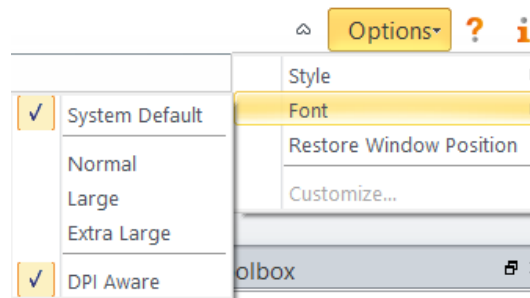 Options
?
i
Style
Font
Restore Window Position
Customize...
System Default
Normal
Large
Extra Large
DPI Aware
olbox